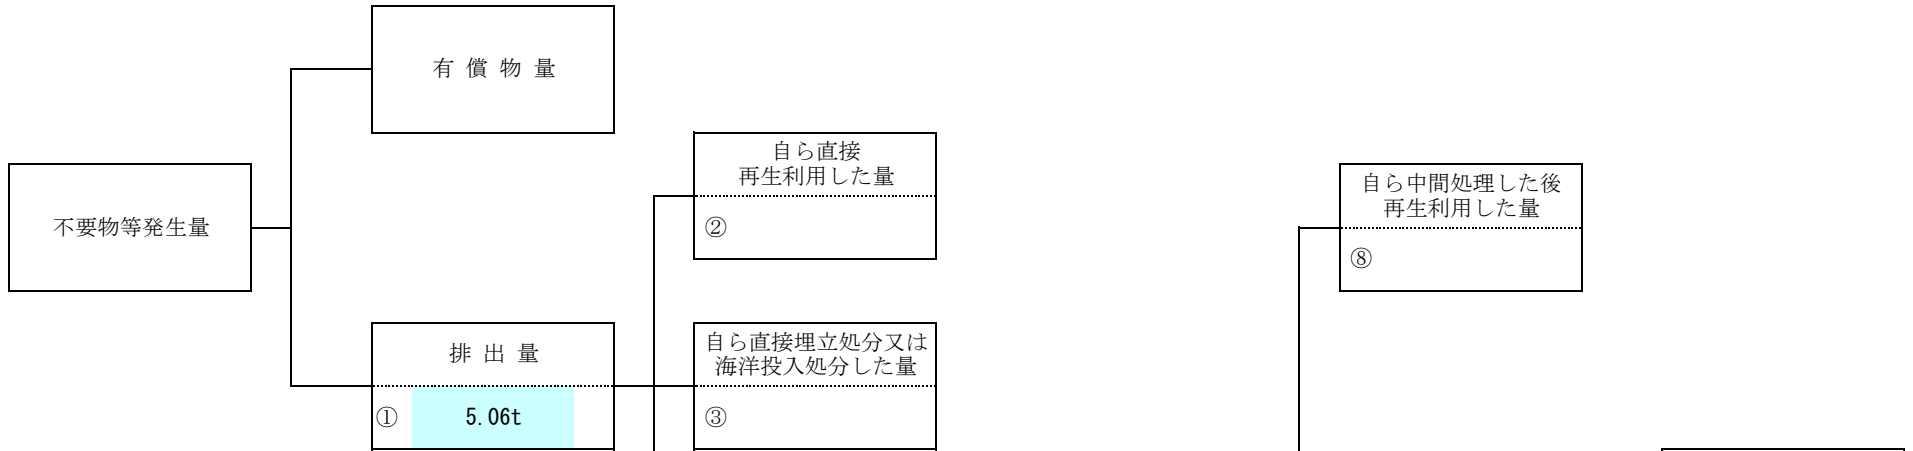 有 償 物 量
自ら直接
再生利用した量
②
不要物等発生量
自ら中間処理した後
再生利用した量
⑧
排 出 量
① 5.06t
自ら直接埋立処分又は
海洋投入処分した量
③